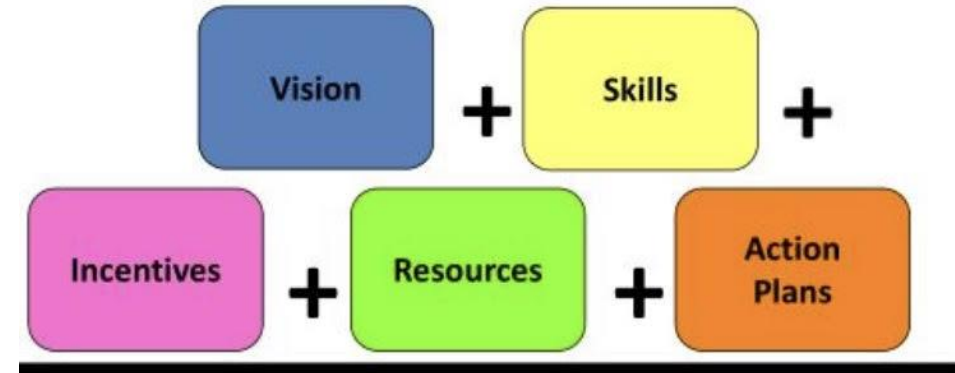 Vision + Skills +
Incentives + Resources + Action
Plans